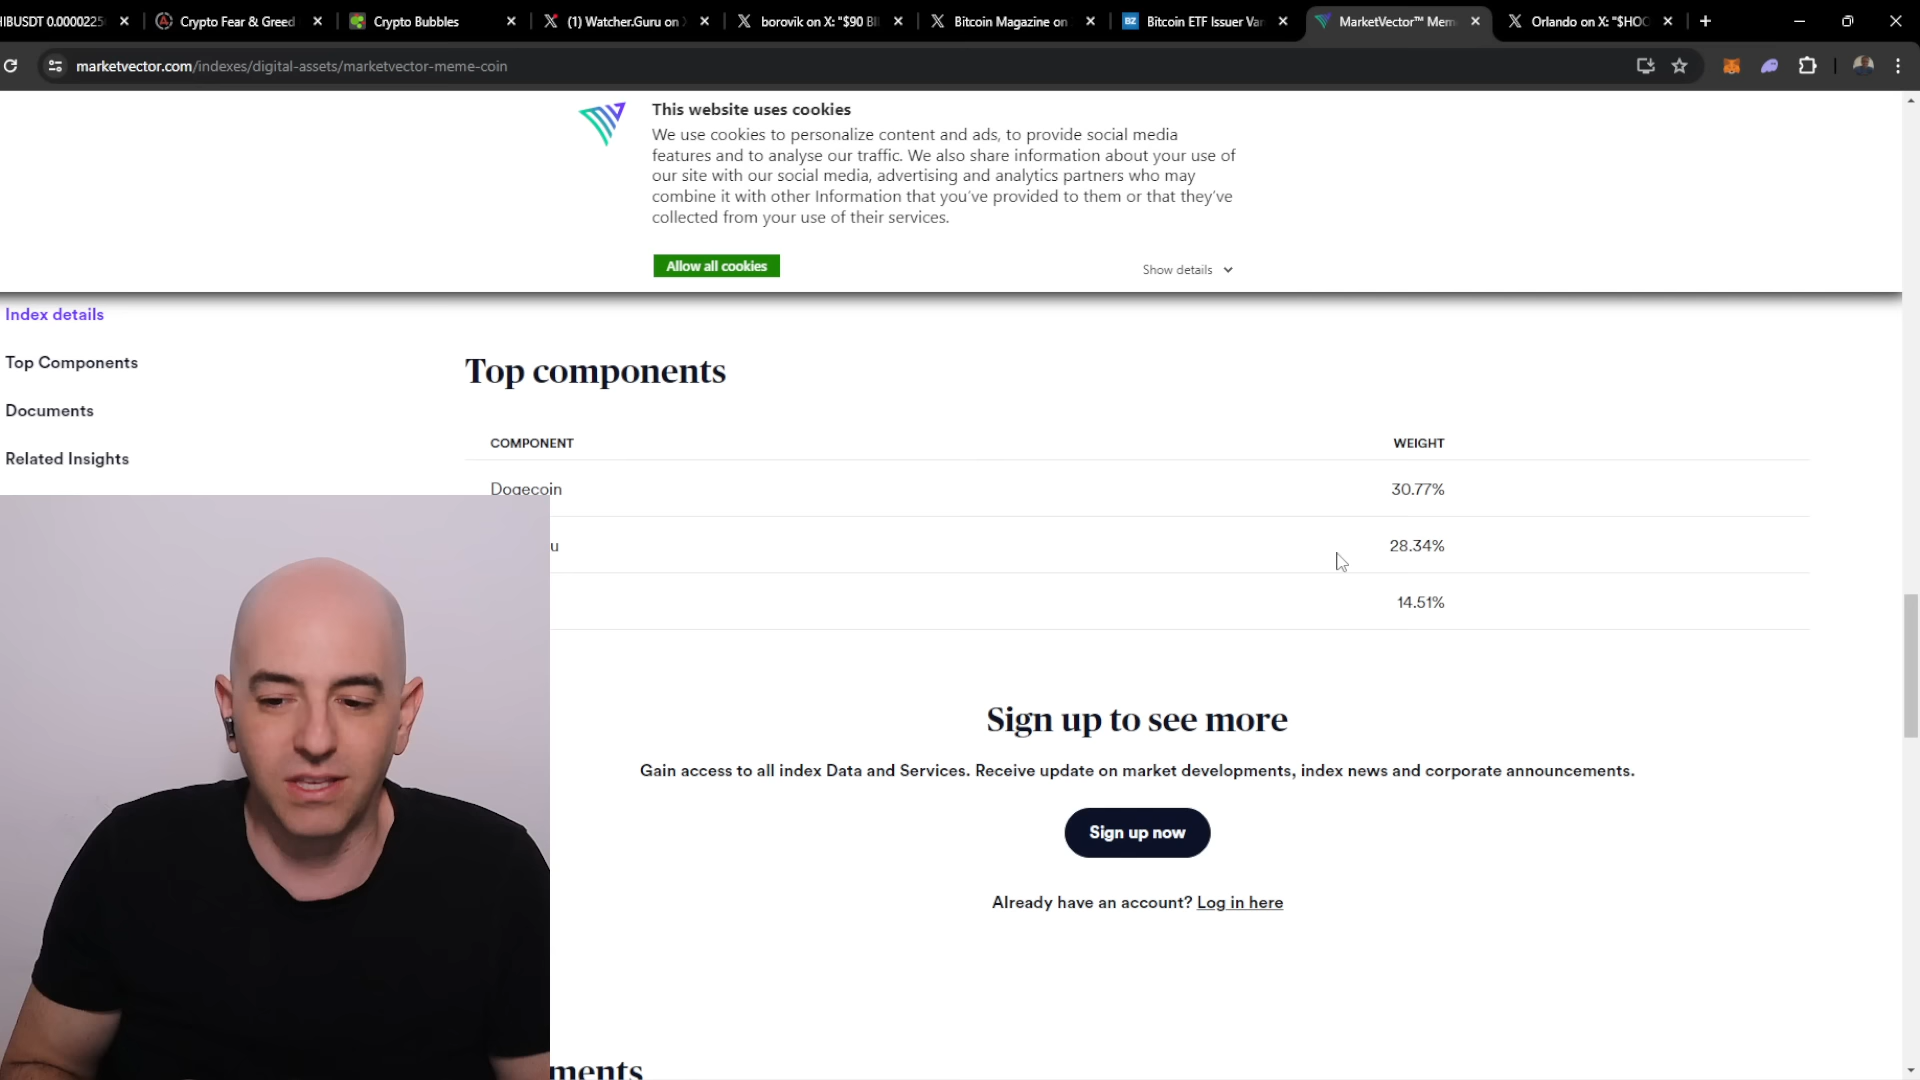 HIBUSDT 0.0000225
Crypto Fear & Greed
Crypto Bubbles
(1) Watcher.Guru on
borovik on X: "$90 BI
Bitcoin Magazine on
BZ
Bitcoin ETF Issuer Van
MarketVector™ Mem
Orlando on X: "$HOC
marketvector.com/indexes/digital-assets/marketvector-meme-coin
This website uses cookies
We use cookies to personalize content and ads, to provide social media
features and to analyse our traffic. We also share information about your use of
our site with our social media, advertising and analytics partners who may
combine it with other Information that you've provided to them or that they've
collected from your use of their services.
Allow all cookies
Show details
Index details
Top Components
Documents
Related Insights
Top components
COMPONENT WEIGHT
Dogecoin 30.77%
u 28.34%
14.51%
Sign up to see more
Gain access to all index Data and Services. Receive update on market developments, index news and corporate announcements.
Sign up now
Already have an account? Log in here
ments